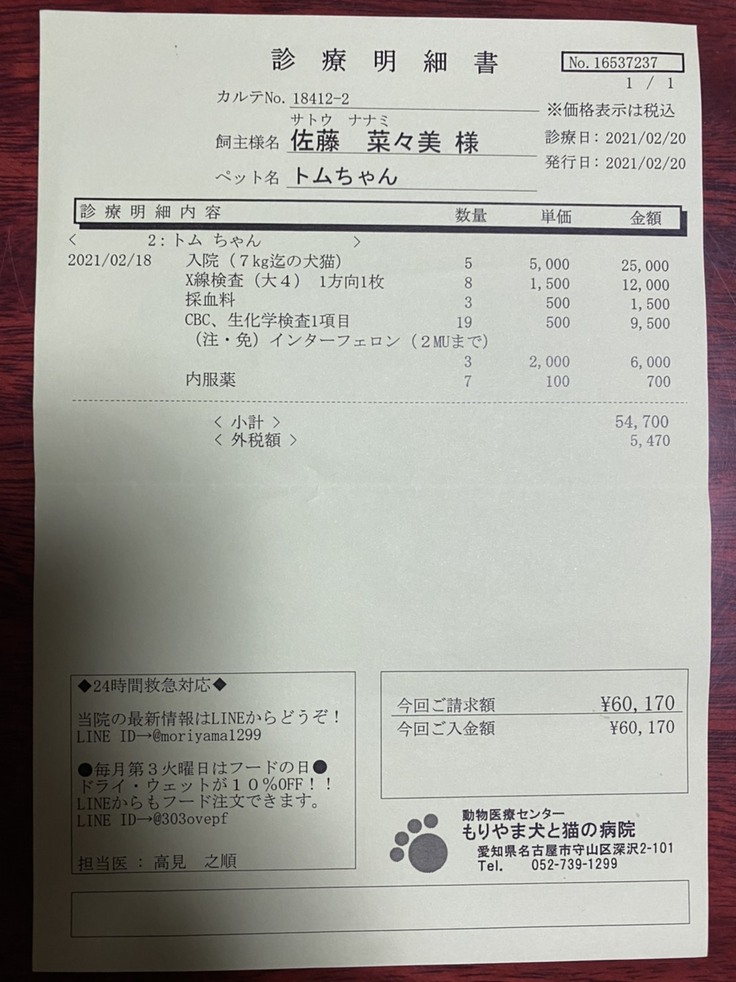 診療明細書
No.16537237
1 / 1
カルテNo. 18412-2
※価格表示は税込
サトウ ナナミ
飼主様名 佐藤 菜々美 様
診療日: 2021/02/20
発行日: 2021/02/20
ペット名 トムちゃん
診療明細内容 数量 単価 金額
< 2:トム ちゃん >
2021/02/18 入院（７kg迄の犬猫） 5 5,000 25,000
X線検査（大４） 1方向1枚 8 1,500 12,000
採血料 3 500 1,500
CBC、生化学検査1項目 19 500 9,500
（注・免）インターフェロン（２MUまで）
3 2,000 6,000
内服薬 7 100 700
< 小計 > 54,700
< 外税額 > 5,470
◆24時間救急対応◆
当院の最新情報はLINEからどうぞ！
LINE ID→@moriyama1299
●毎月第３火曜日はフードの日●
ドライ・ウェットが１０％OFF！！
LINEからもフード注文できます。
LINE ID→@303ovepf
担当医 : 高見 之順
今回ご請求額 ¥60,170
今回ご入金額 ¥60,170
動物医療センター
もりやま犬と猫の病院
愛知県名古屋市守山区深沢2-101
Tel. 052-739-1299